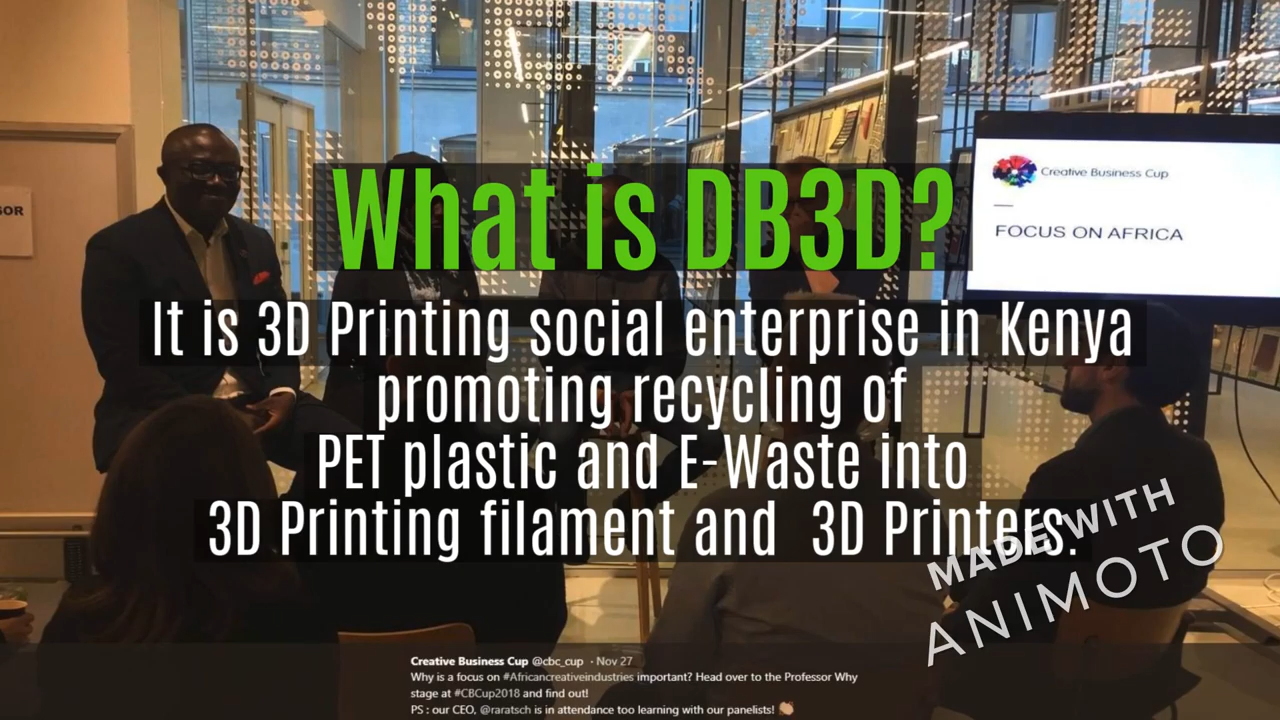 What is DB3D?
It is 3D Printing social enterprise in Kenya
promoting recycling of
PET plastic and E-Waste into
3D Printing filament and  3D Printers.
SOR
Creative Business Cup
FOCUS ON AFRICA
MADE WITH
ANIMOTO
Creative Business Cup @cbc_cup · Nov 27
Why is a focus on #Africancreativeindustries important? Head over to the Professor Why
stage at #CBCup2018 and find out!
PS : our CEO, @raratsch is in attendance too learning with our panelists! 👏🏼